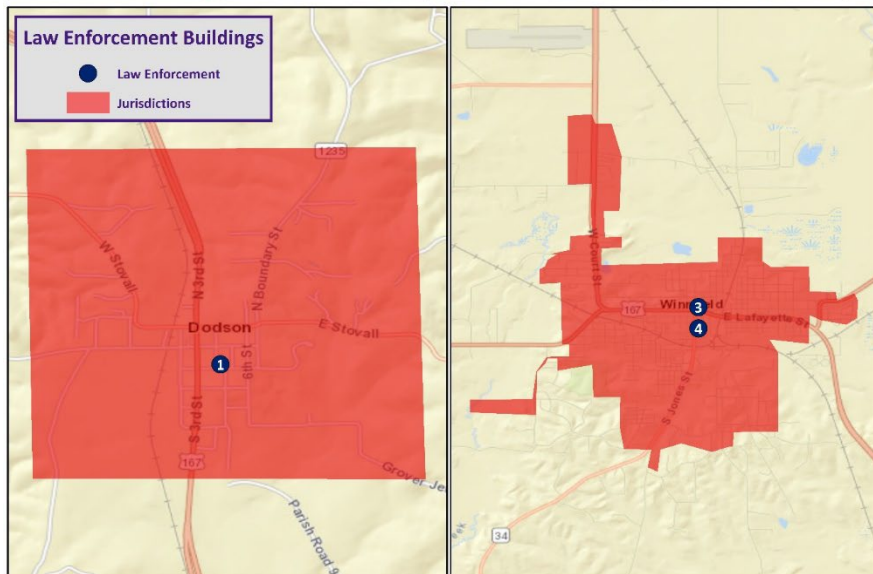 Law Enforcement Buildings
Law Enforcement
Jurisdictions
1235
W Stovall
N 3rd St
N Boundary St
Dodson
E Stovall
1
6th St
S 3rd St
167
Grover Je
Parish Road 9
W Court St
167
Winnfield
3
E Lafayette St
4
S Jones St
34
eek